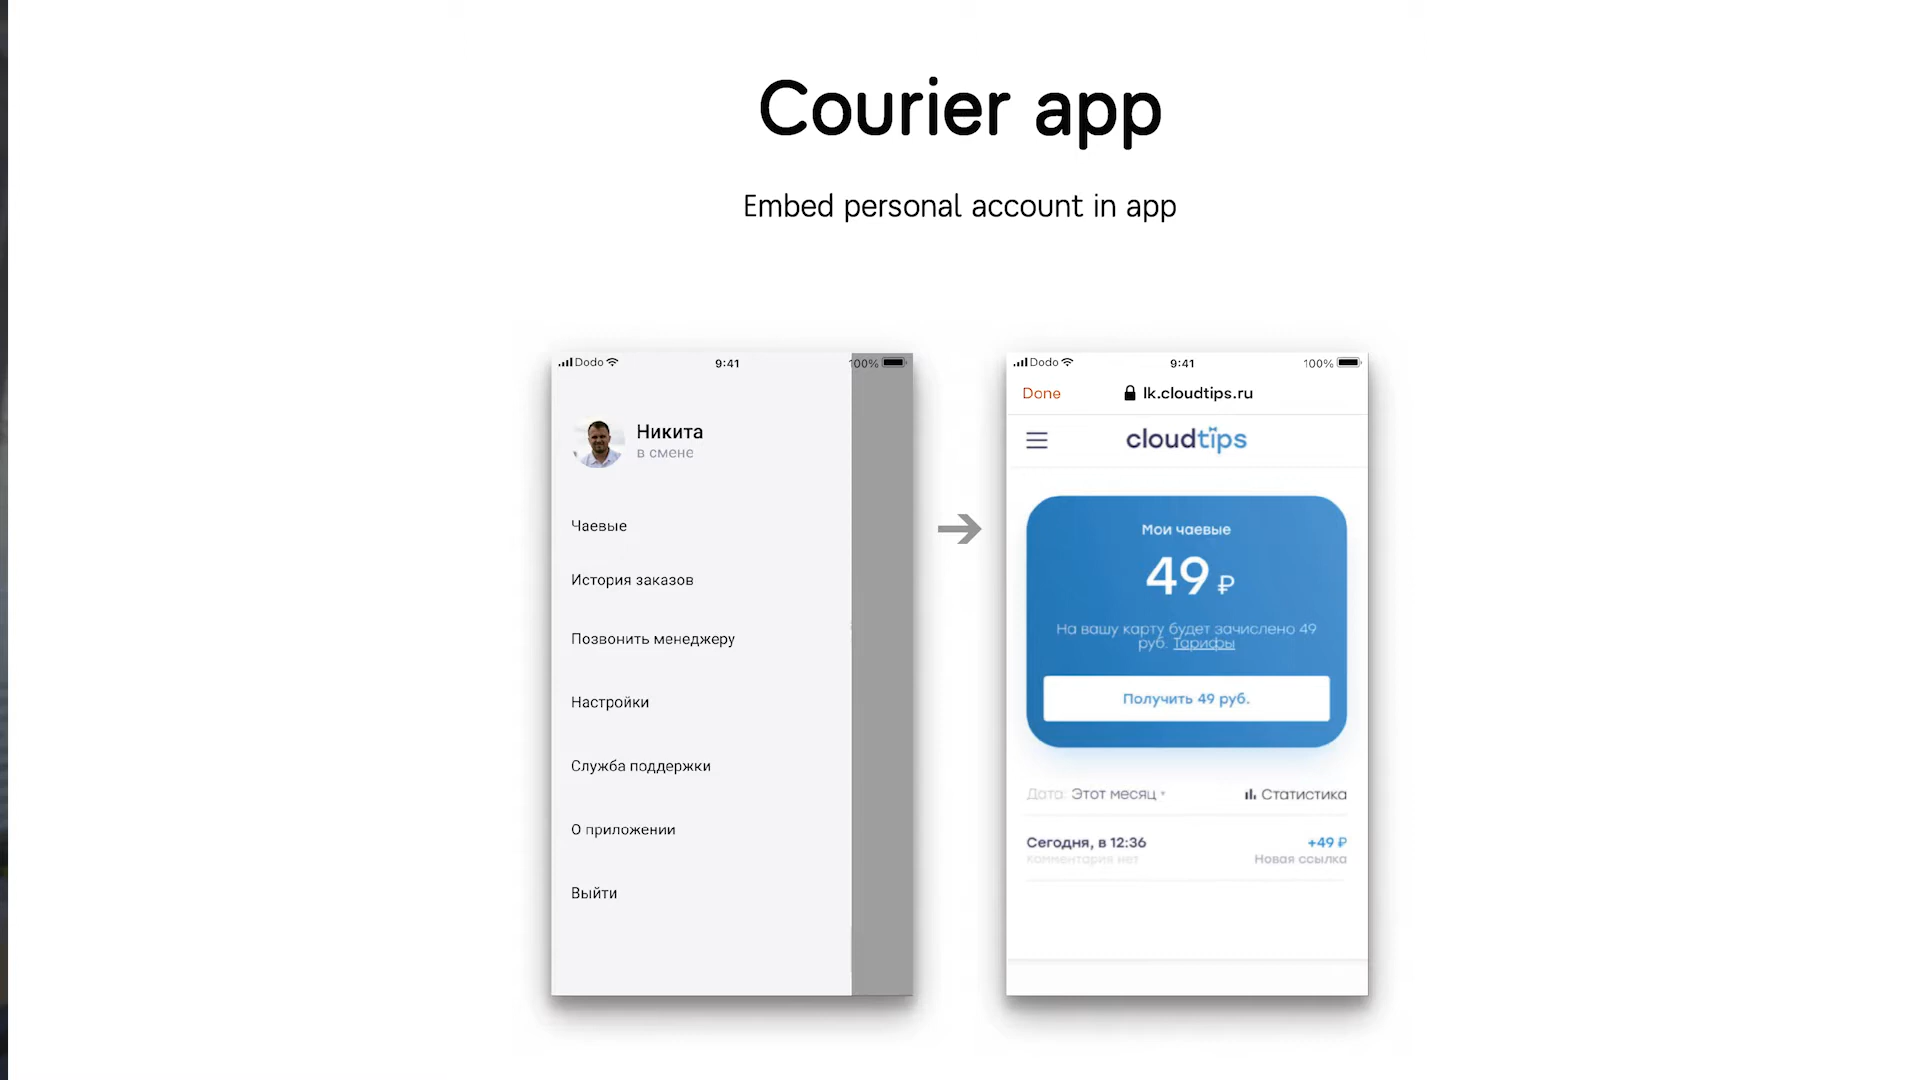 Courier app
Embed personal account in app
Dodo
9:41
100%
Никита
в смене
Чаевые
История заказов
Позвонить менеджеру
Настройки
Служба поддержки
О приложении
Выйти
Dodo
9:41
100%
Done
lk.cloudtips.ru
cloudtips
Мои чаевые
49 ₽
На вашу карту будет зачислено 49
руб. Тарифы
Получить 49 руб.
Дата: Этот месяц
Статистика
Сегодня, в 12:36
+49 ₽
Комментария нет
Новая ссылка